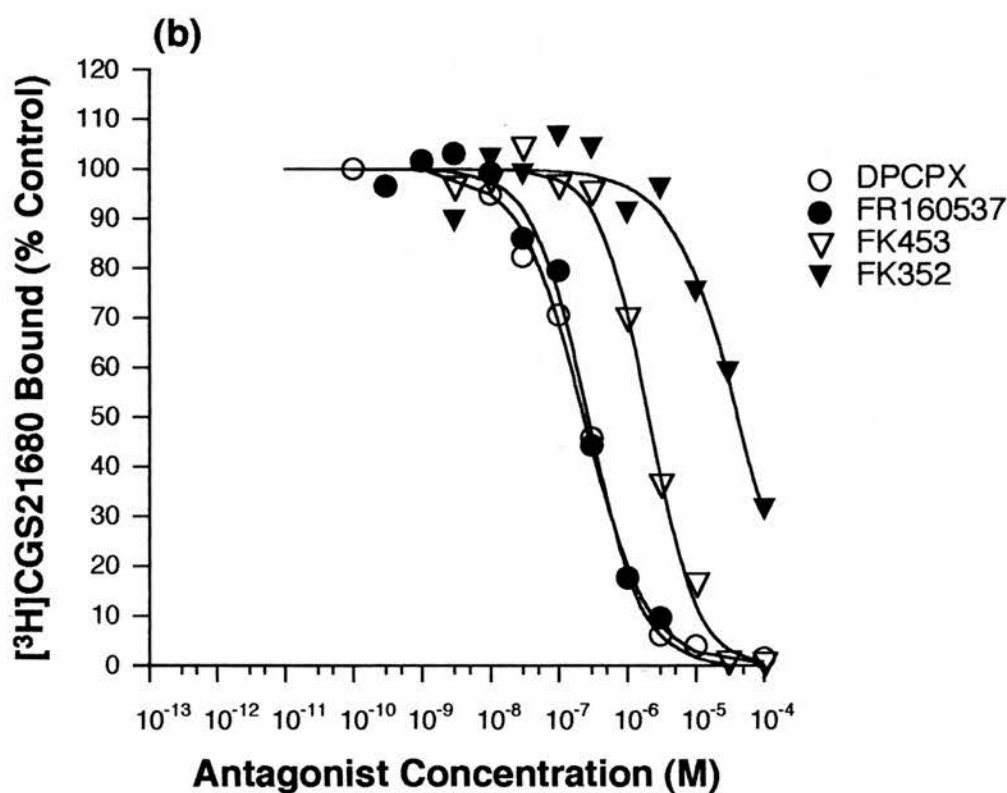 (b)
[³H]CGS21680 Bound (% Control)
120
110
100
90
80
70
60
50
40
30
20
10
0
10⁻¹³ 10⁻¹² 10⁻¹¹ 10⁻¹⁰ 10⁻⁹ 10⁻⁸ 10⁻⁷ 10⁻⁶ 10⁻⁵ 10⁻⁴
Antagonist Concentration (M)
DPCPX
FR160537
FK453
FK352